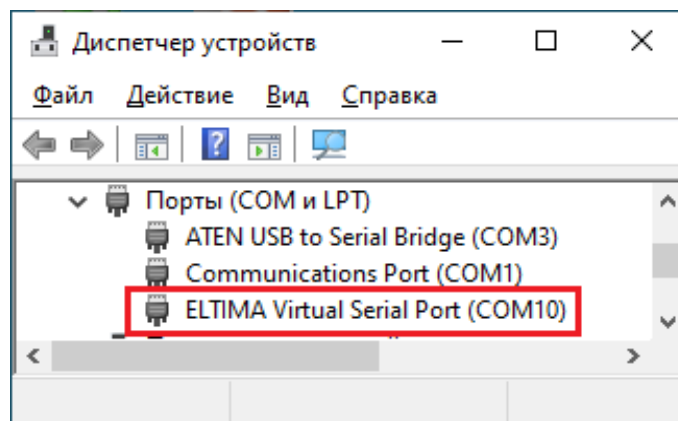 Диспетчер устройств
Файл Действие Вид Справка
Порты (COM и LPT)
ATEN USB to Serial Bridge (COM3)
Communications Port (COM1)
ELTIMA Virtual Serial Port (COM10)